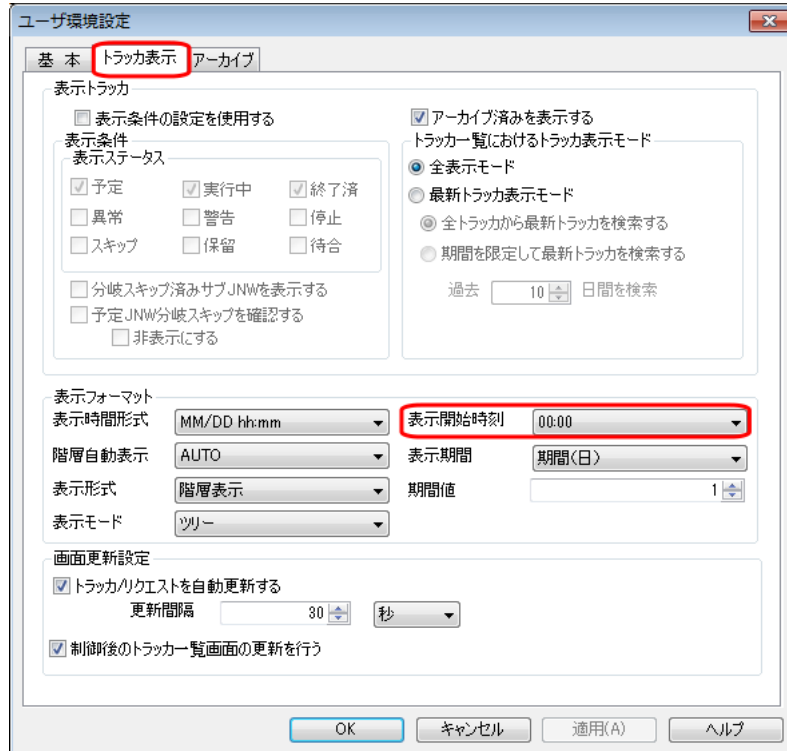 ユーザ環境設定
基 本 トラッカ表示 アーカイブ
表示トラッカ
表示条件の設定を使用する
アーカイブ済みを表示する
表示条件
表示ステータス
予定 実行中 終了済
異常 警告 停止
スキップ 保留 待合
分岐スキップ済みサブJNWを表示する
予定JNW分岐スキップを確認する
非表示にする
トラッカ一覧におけるトラッカ表示モード
全表示モード
最新トラッカ表示モード
全トラッカから最新トラッカを検索する
期間を限定して最新トラッカを検索する
過去 10 日間を検索
表示フォーマット
表示時間形式 MM/DD hh:mm 表示開始時刻 00:00
階層自動表示 AUTO 表示期間 期間(日)
表示形式 階層表示 期間値 1
表示モード ツリー
画面更新設定
トラッカ/リクエストを自動更新する
更新間隔 30 秒
制御後のトラッカ一覧画面の更新を行う
OK キャンセル 適用(A) ヘルプ